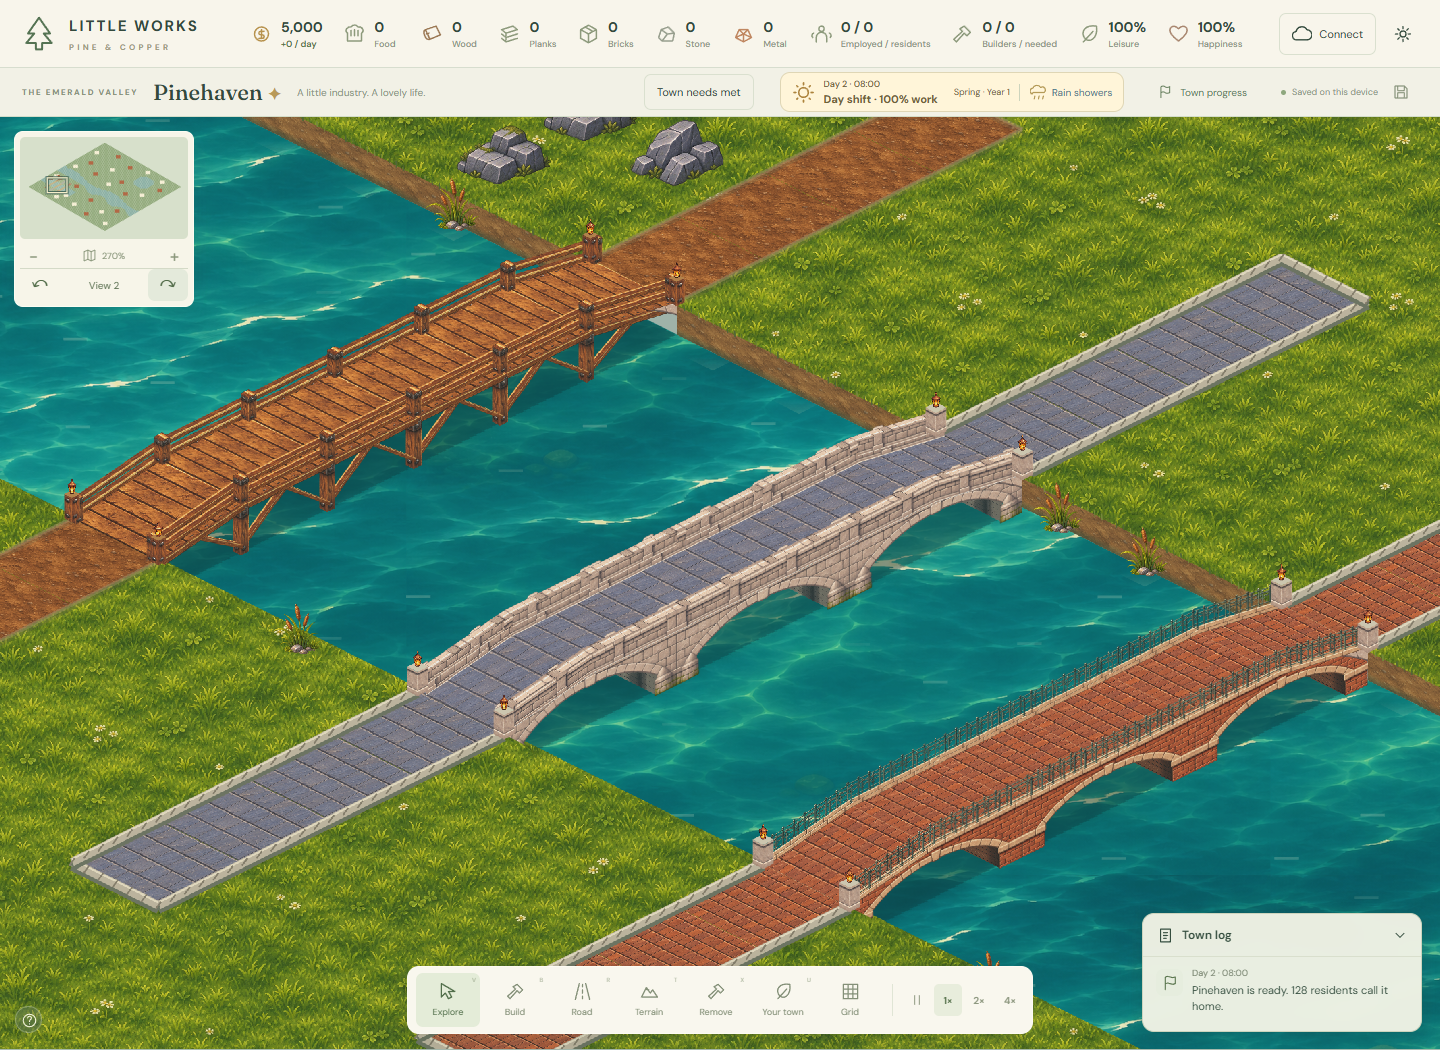 LITTLE WORKS
PINE & COPPER
5,000
+0 / day
0
Food
0
Wood
0
Planks
0
Bricks
0
Stone
0
Metal
0 / 0
Employed / residents
0 / 0
Builders / needed
100%
Leisure
100%
Happiness
Connect
THE EMERALD VALLEY
Pinehaven
A little industry. A lovely life.
Town needs met
Day 2 · 08:00
Day shift · 100% work
Spring · Year 1
Rain showers
Town progress
Saved on this device
− 270% +
View 2
Town log
Day 2 · 08:00
Pinehaven is ready. 128 residents call it
home.
V
Explore
B
Build
R
Road
T
Terrain
X
Remove
U
Your town
Grid
1×
2×
4×